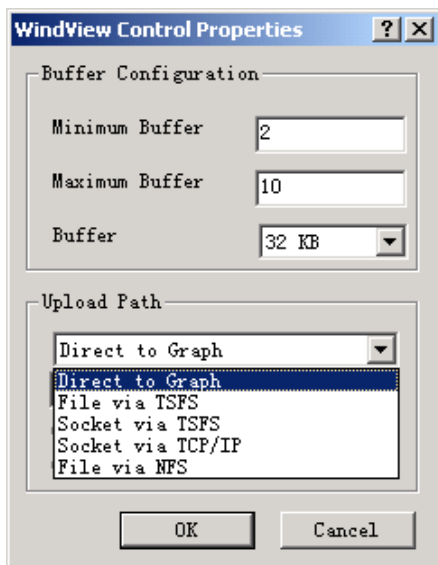 WindView Control Properties
Buffer Configuration
Minimum Buffer 2
Maximum Buffer 10
Buffer 32 KB
Upload Path
Direct to Graph
Direct to Graph
File via TSFS
Socket via TSFS
Socket via TCP/IP
File via NFS
OK Cancel